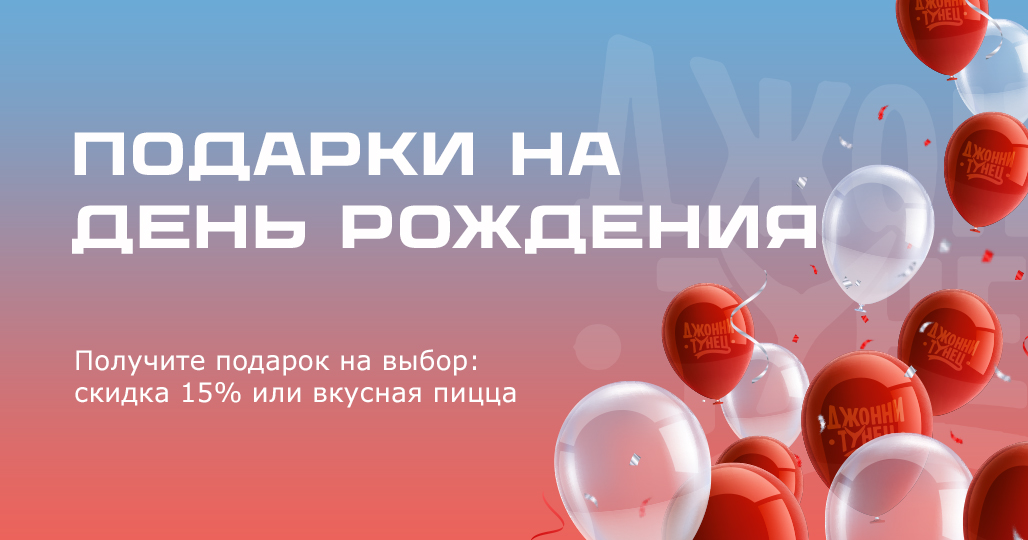 ПОДАРКИ НА
ДЕНЬ РОЖДЕНИЯ
Получите подарок на выбор:
скидка 15% или вкусная пицца
ДЖОННИ
ТУНЕЦ
ДЖОННИ
ТУНЕЦ
ДЖОННИ
ТУНЕЦ
ДЖОННИ
ТУНЕЦ
ДЖОННИ
ТУНЕЦ